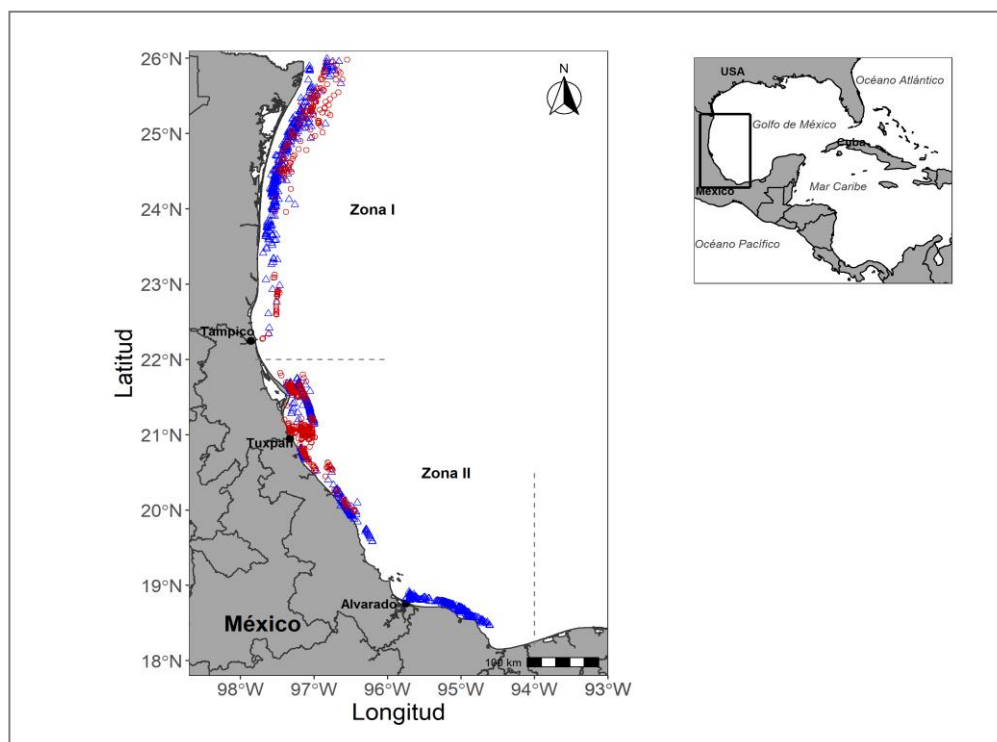 26°N
25°N
24°N
23°N
22°N
21°N
20°N
19°N
18°N
Latitud
98°W 97°W 96°W 95°W 94°W 93°W
Longitud
N
Zona I
Tampico
Tuxpan
Zona II
Alvarado
México
100 km
USA
Océano Atlántico
Golfo de México
Cuba
México
Mar Caribe
Océano Pacífico